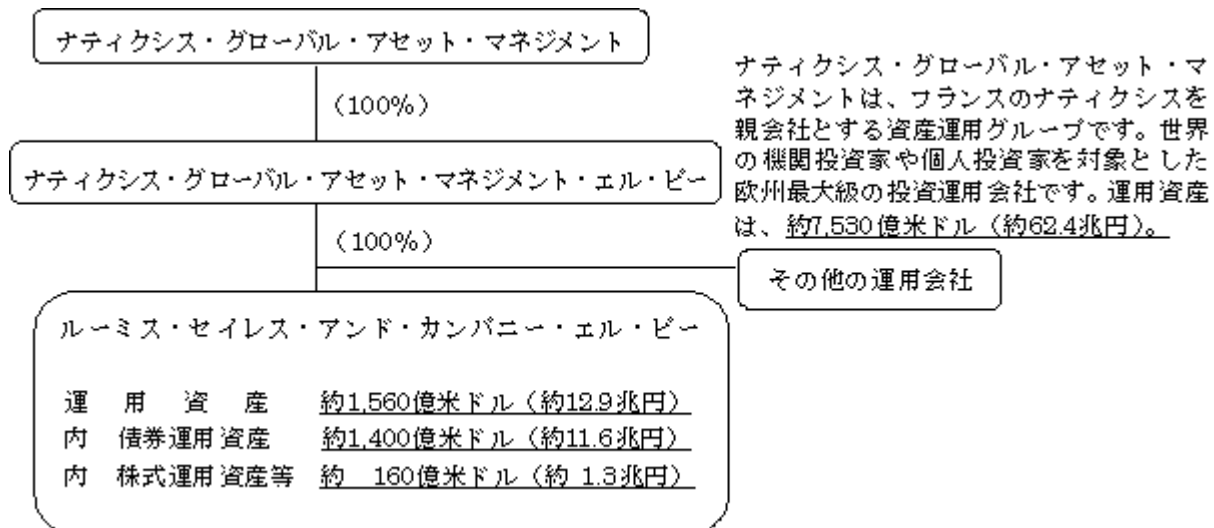 ナティクシス・グローバル・アセット・マネジメント
(100%)
ナティクシス・グローバル・アセット・マネジメント・エル・ピー
(100%)
ナティクシス・グローバル・アセット・マ
ネジメントは、フランスのナティクシスを
親会社とする資産運用グループです。世界
の機関投資家や個人投資家を対象とした
欧州最大級の投資運用会社です。運用資産
は、約7,530億米ドル(約62.4兆円)。
その他の運用会社
ルーミス・セイレス・アンド・カンパニー・エル・ピー
運用資産 約1,560億米ドル(約12.9兆円)
内 債券運用資産 約1,400億米ドル(約11.6兆円)
内 株式運用資産等 約 160億米ドル(約 1.3兆円)